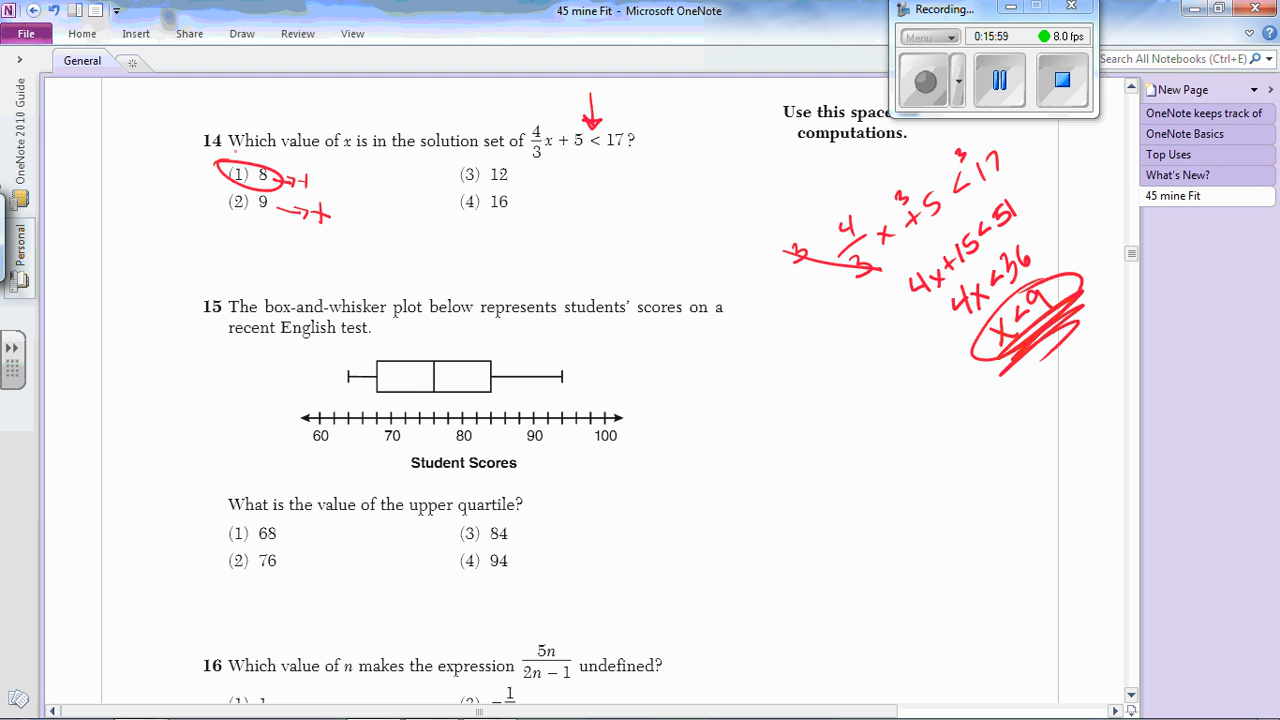 45 mine Fit - Microsoft OneNote
Recording...
File Home Insert Share Draw Review View
Menu 0:15:59 8.0 fps
General
Search All Notebooks (Ctrl+E)
New Page
OneNote keeps track of
OneNote Basics
Top Uses
What's New?
45 mine Fit
OneNote 2010 Guide
Personal
Use this space
computations.
14 Which value of x is in the solution set of 4/3 x + 5 < 17?
(1) 8 (3) 12
(2) 9 (4) 16
3 4/3 x 3 + 5 < 3 17
4x + 15 < 51
4x < 36
x < 9
15 The box-and-whisker plot below represents students' scores on a
recent English test.
60 70 80 90 100
Student Scores
What is the value of the upper quartile?
(1) 68 (3) 84
(2) 76 (4) 94
16 Which value of n makes the expression 5n/2n − 1 undefined?